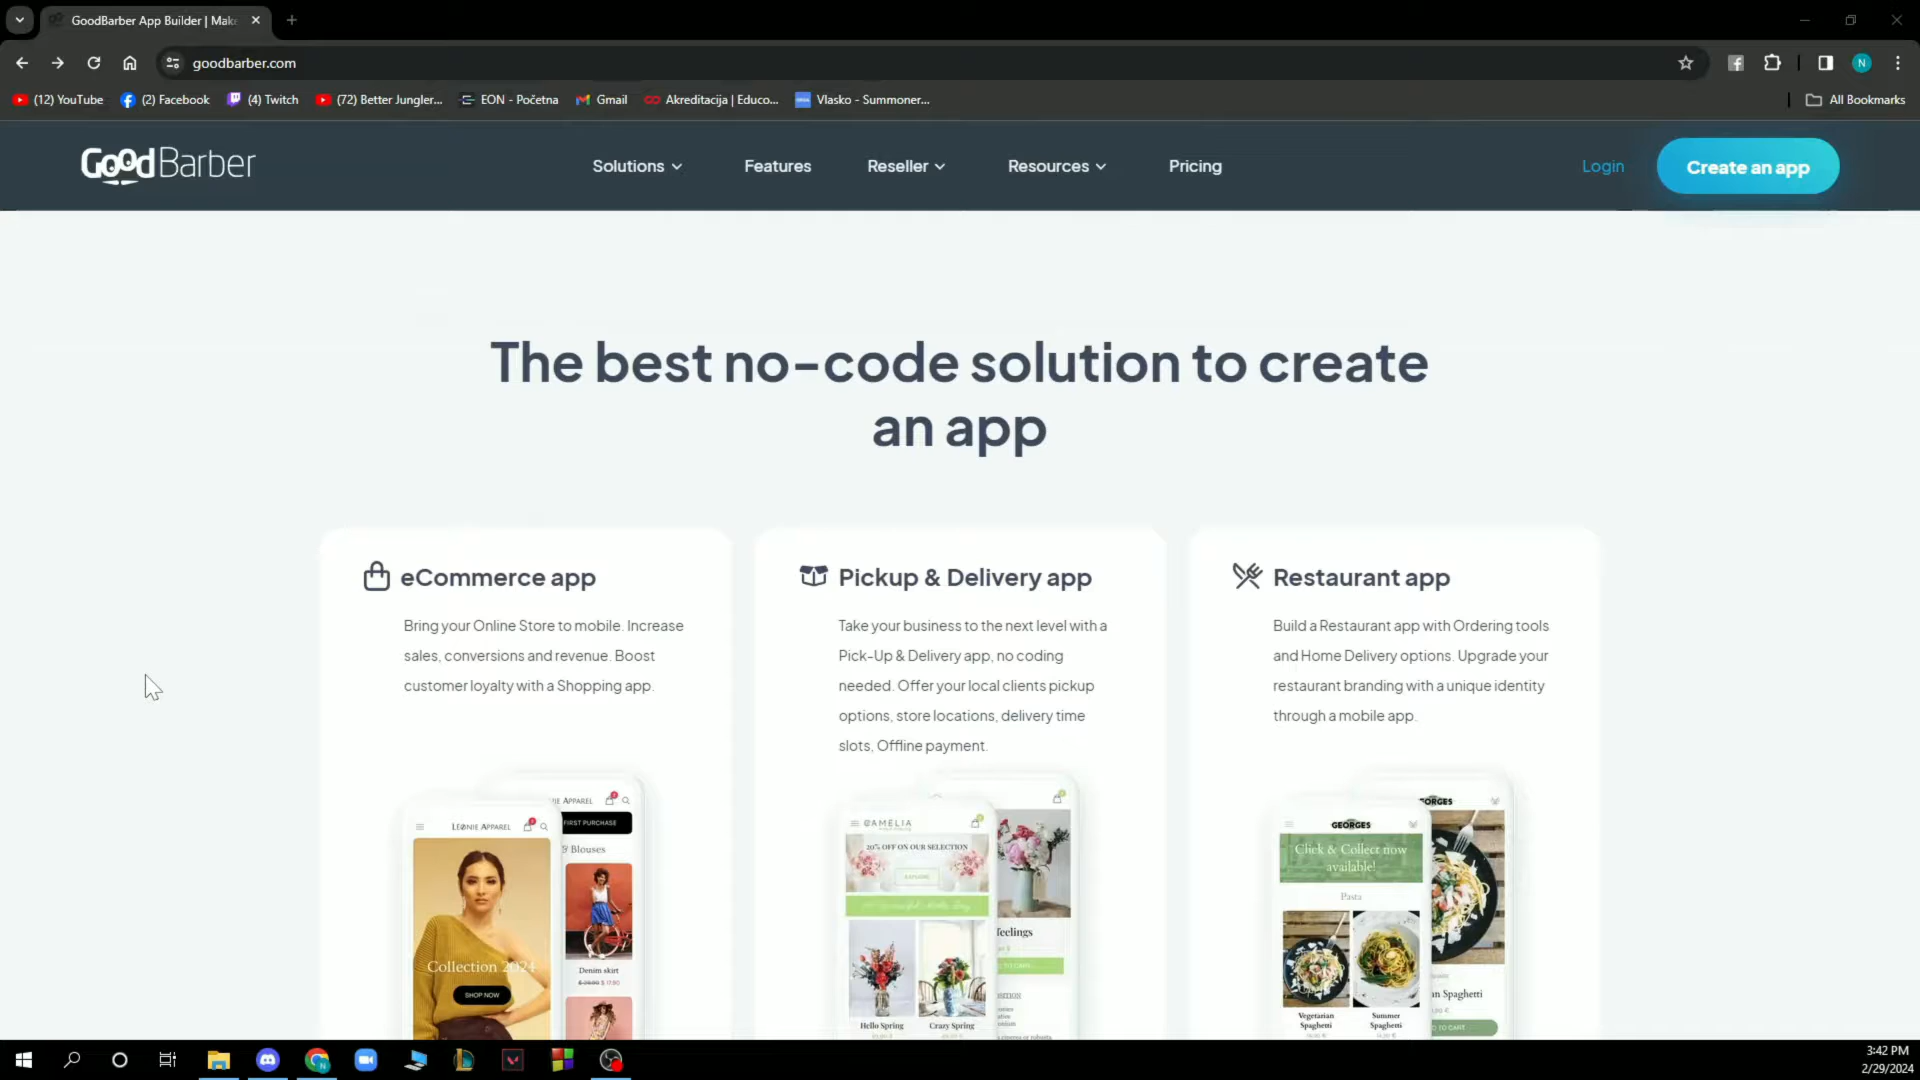 GoodBarber App Builder | Make
goodbarber.com
(12) YouTube
(2) Facebook
(4) Twitch
(72) Better Jungler...
EON - Početna
Gmail
Akreditacija | Educo...
Vlasko - Summoner...
All Bookmarks
N
GoodBarber
Solutions
Features
Reseller
Resources
Pricing
Login
Create an app
The best no-code solution to create
an app
eCommerce app
Bring your Online Store to mobile. Increase
sales, conversions and revenue. Boost
customer loyalty with a Shopping app.
Pickup & Delivery app
Take your business to the next level with a
Pick-Up & Delivery app, no coding
needed. Offer your local clients pickup
options, store locations, delivery time
slots, Offline payment.
Restaurant app
Build a Restaurant app with Ordering tools
and Home Delivery options. Upgrade your
restaurant branding with a unique identity
through a mobile app.
APPAREL
FIRST PURCHASE
LEONIE APPAREL
& Blouses
Collection 2024
SHOP NOW
Denim skirt
CAMELIA
20% OFF ON OUR SELECTION
EXPLORE
feelings
Hello Spring
Crazy Spring
GEORGES
Click & Collect now
available!
Pasta
Vegetarian
Spaghetti
Summer
Spaghetti
Spaghetti
TO CART
3:42 PM
2/29/2024